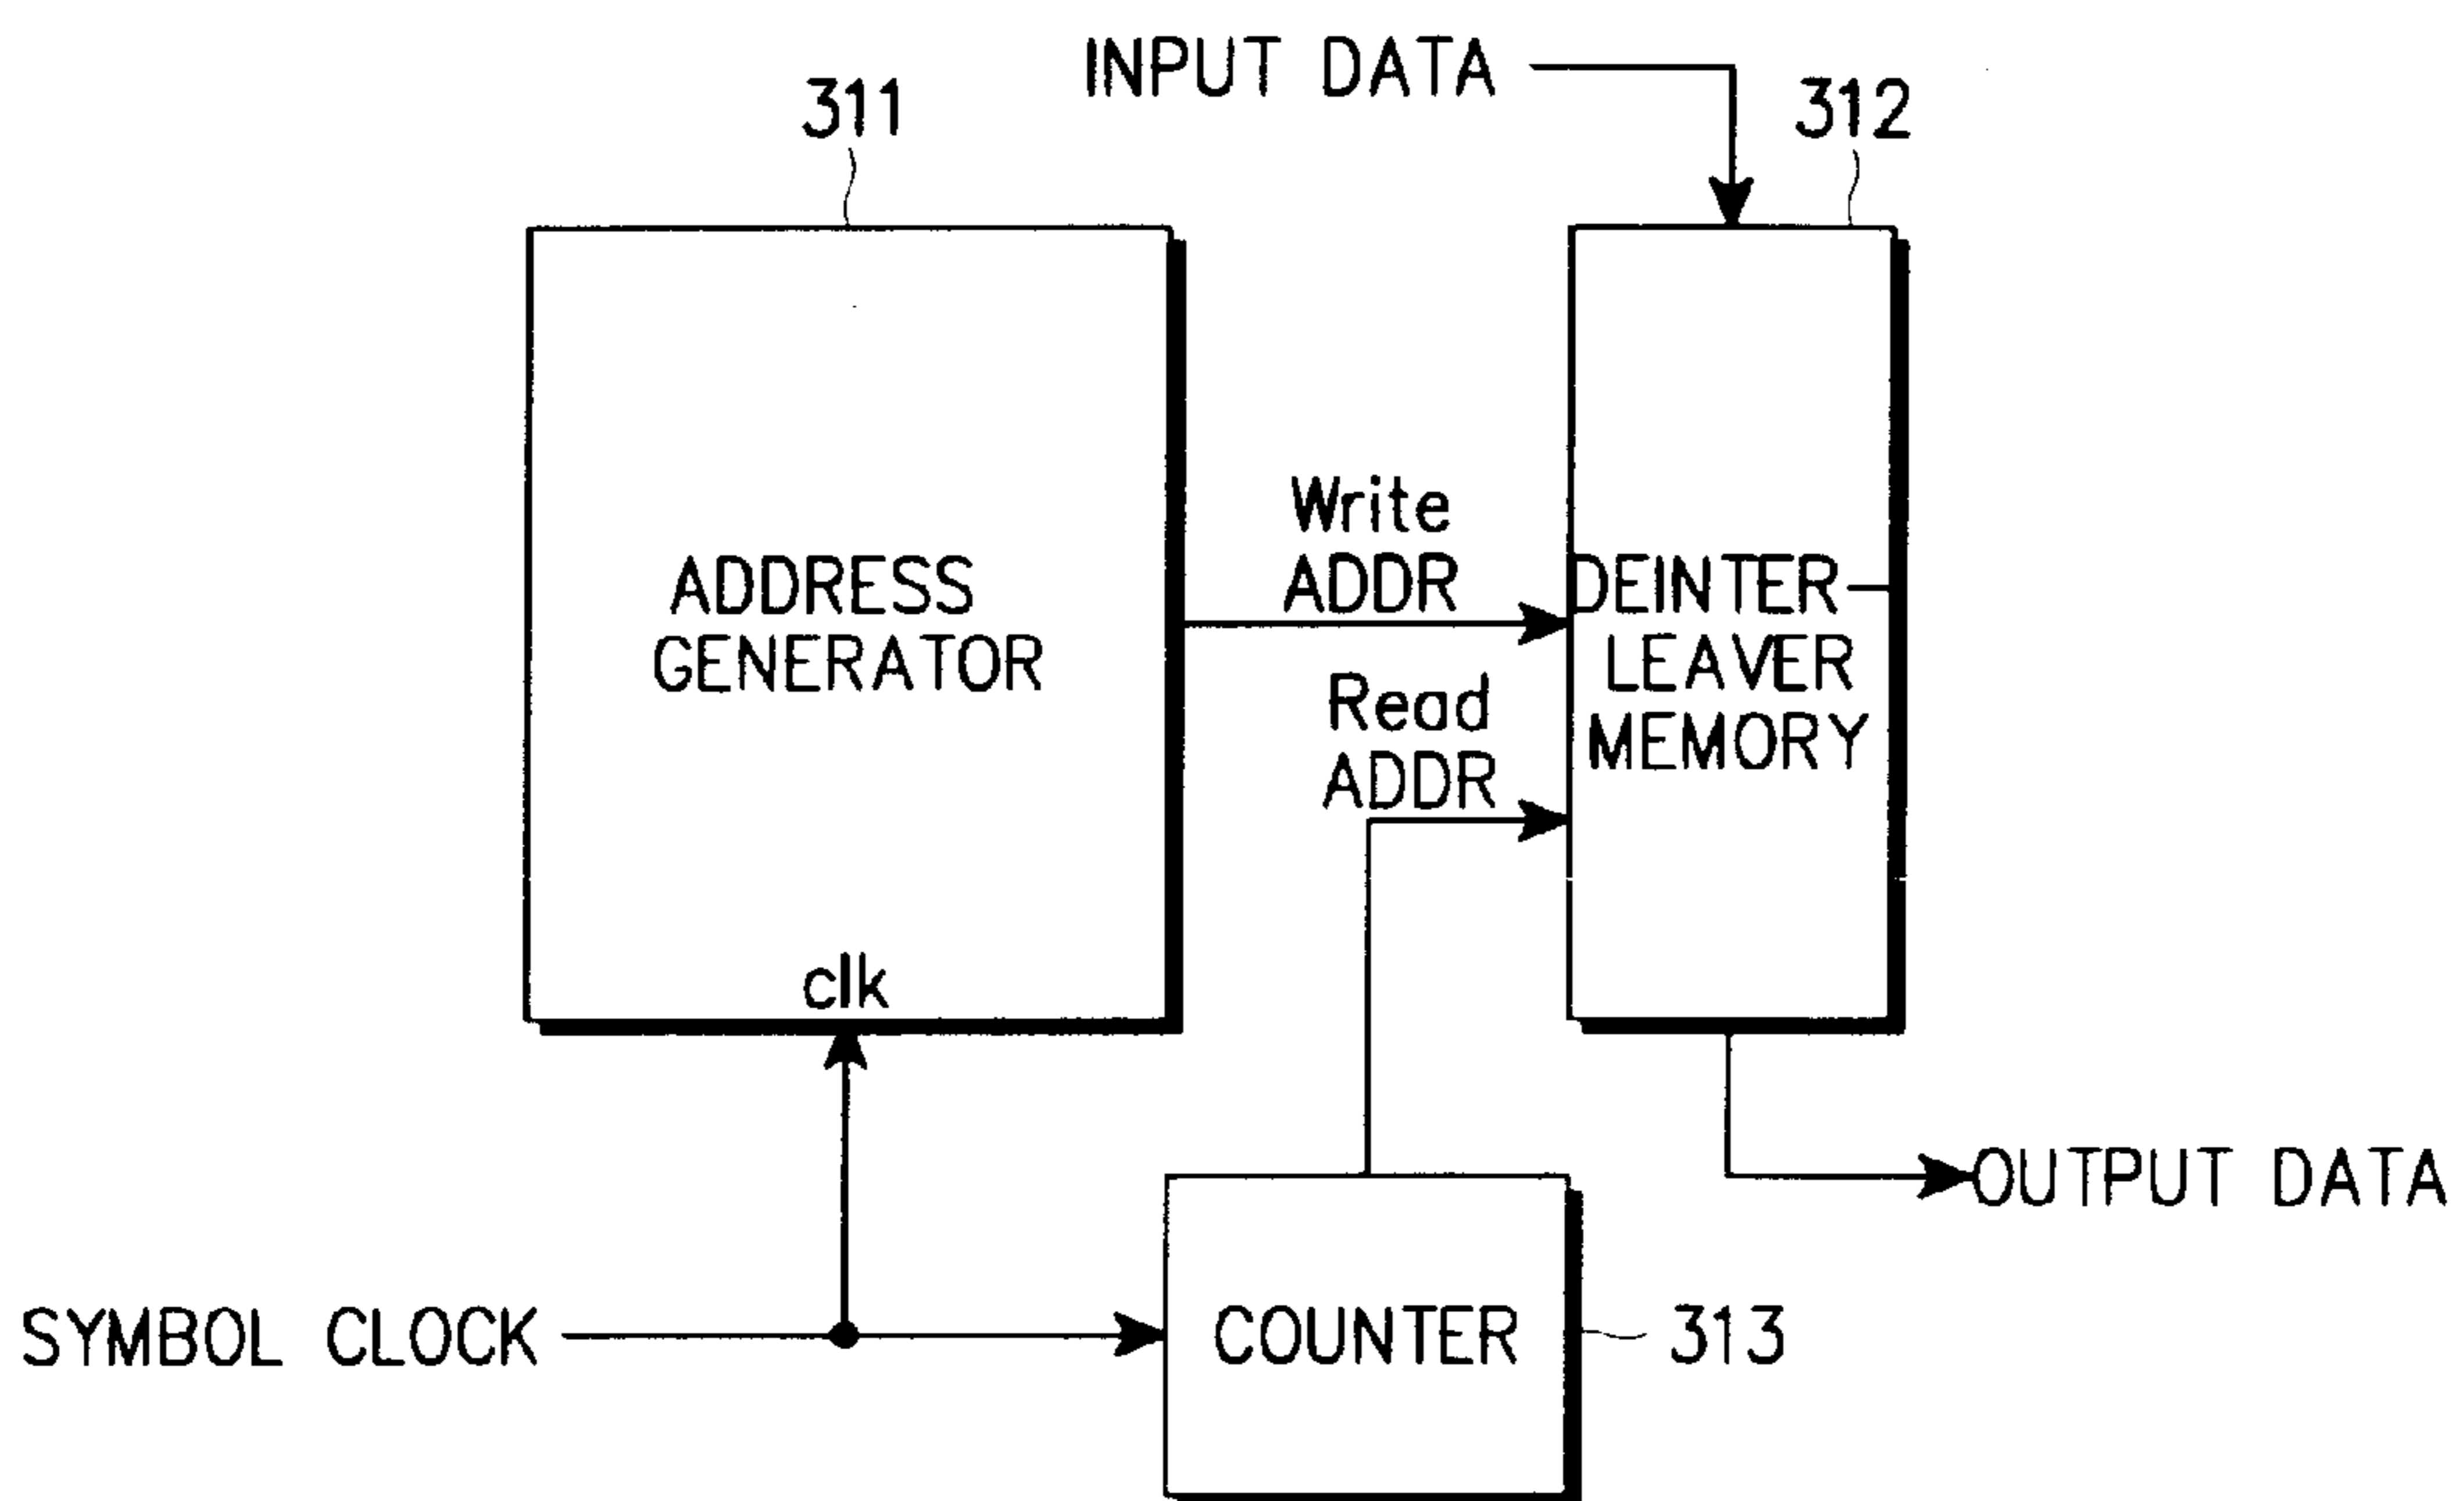 INPUT DATA
311
312
Write
ADDR
ADDRESS
GENERATOR
DEINTER-
LEAVER
MEMORY
Read
ADDR
clk
OUTPUT DATA
SYMBOL CLOCK
COUNTER
313